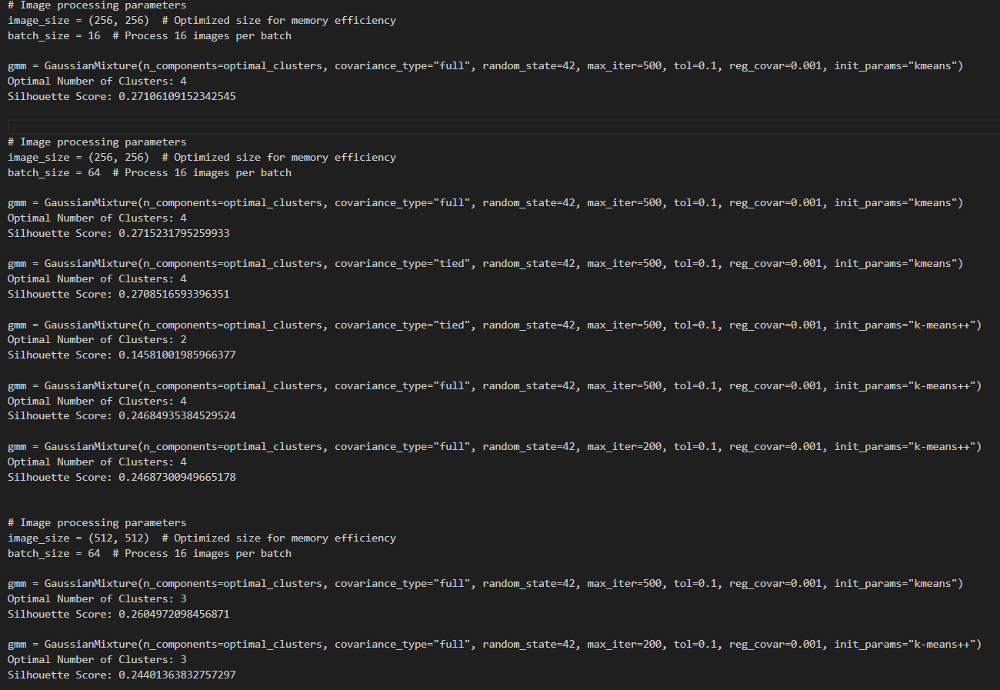 # Image processing parameters
image_size = (256, 256)  # Optimized size for memory efficiency
batch_size = 16  # Process 16 images per batch
gmm = GaussianMixture(n_components=optimal_clusters, covariance_type="full", random_state=42, max_iter=500, tol=0.1, reg_covar=0.001, init_params="kmeans")
Optimal Number of Clusters: 4
Silhouette Score: 0.27106109152342545
# Image processing parameters
image_size = (256, 256)  # Optimized size for memory efficiency
batch_size = 64  # Process 16 images per batch
gmm = GaussianMixture(n_components=optimal_clusters, covariance_type="full", random_state=42, max_iter=500, tol=0.1, reg_covar=0.001, init_params="kmeans")
Optimal Number of Clusters: 4
Silhouette Score: 0.2715231795259933
gmm = GaussianMixture(n_components=optimal_clusters, covariance_type="tied", random_state=42, max_iter=500, tol=0.1, reg_covar=0.001, init_params="kmeans")
Optimal Number of Clusters: 4
Silhouette Score: 0.2708516593396351
gmm = GaussianMixture(n_components=optimal_clusters, covariance_type="tied", random_state=42, max_iter=500, tol=0.1, reg_covar=0.001, init_params="k-means++")
Optimal Number of Clusters: 2
Silhouette Score: 0.14581001985966377
gmm = GaussianMixture(n_components=optimal_clusters, covariance_type="full", random_state=42, max_iter=500, tol=0.1, reg_covar=0.001, init_params="k-means++")
Optimal Number of Clusters: 4
Silhouette Score: 0.24684935384529524
gmm = GaussianMixture(n_components=optimal_clusters, covariance_type="full", random_state=42, max_iter=200, tol=0.1, reg_covar=0.001, init_params="k-means++")
Optimal Number of Clusters: 4
Silhouette Score: 0.24687300949665178
# Image processing parameters
image_size = (512, 512)  # Optimized size for memory efficiency
batch_size = 64  # Process 16 images per batch
gmm = GaussianMixture(n_components=optimal_clusters, covariance_type="full", random_state=42, max_iter=500, tol=0.1, reg_covar=0.001, init_params="kmeans")
Optimal Number of Clusters: 3
Silhouette Score: 0.2604972098456871
gmm = GaussianMixture(n_components=optimal_clusters, covariance_type="full", random_state=42, max_iter=200, tol=0.1, reg_covar=0.001, init_params="k-means++")
Optimal Number of Clusters: 3
Silhouette Score: 0.24401363832757297